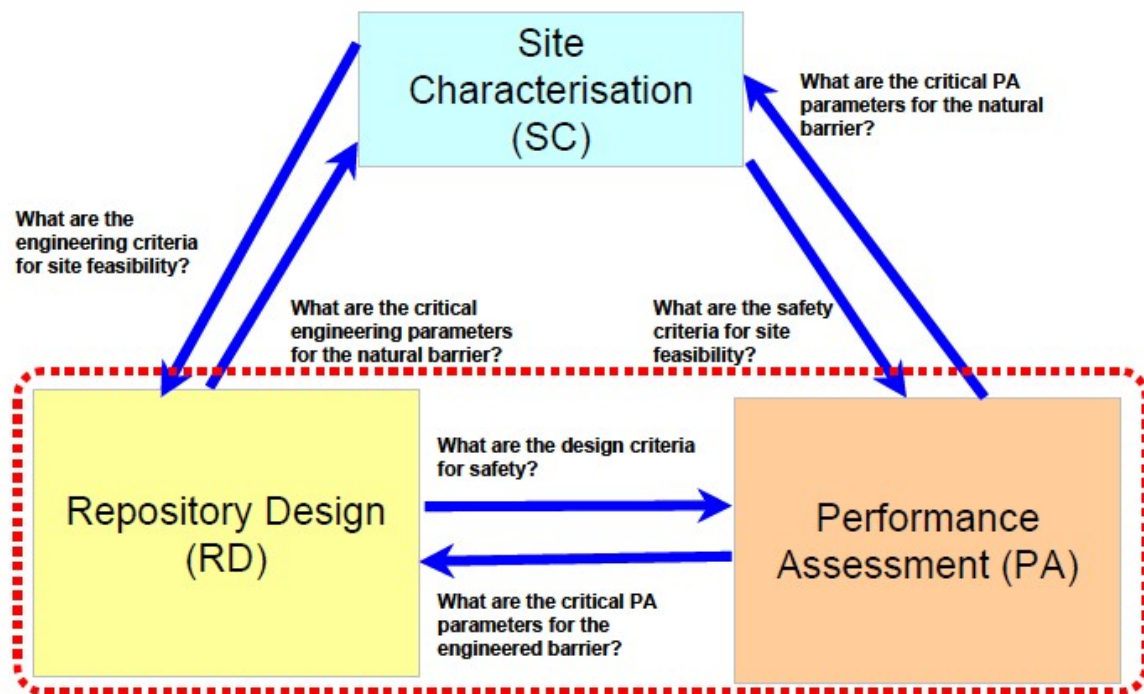 Site
Characterisation
(SC)
What are the critical PA
parameters for the natural
barrier?
What are the
engineering criteria
for site feasibility?
What are the critical
engineering parameters
for the natural barrier?
What are the safety
criteria for site
feasibility?
Repository Design
(RD)
What are the design criteria
for safety?
What are the critical PA
parameters for the
engineered barrier?
Performance
Assessment (PA)